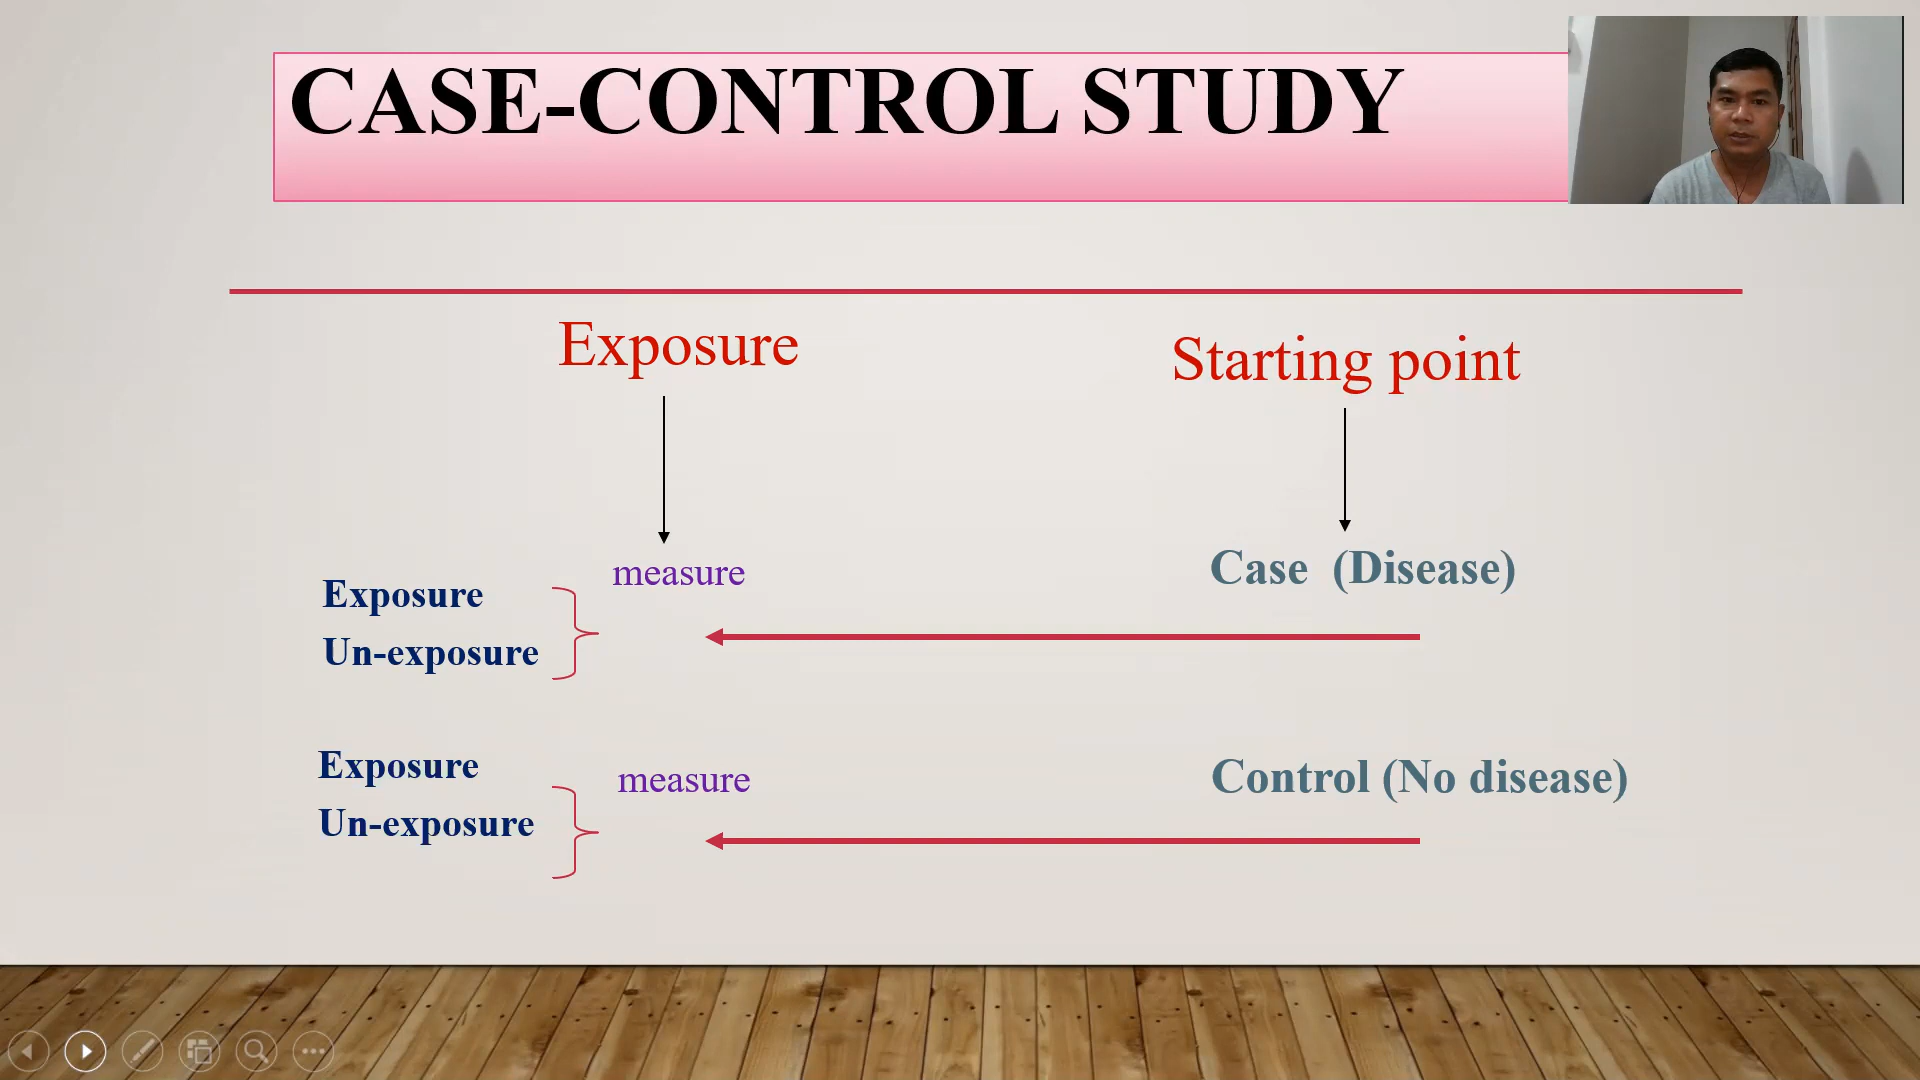 CASE-CONTROL STUDY
Exposure
Starting point
measure
Case (Disease)
Exposure
Un-exposure
Exposure
Un-exposure
measure
Control (No disease)